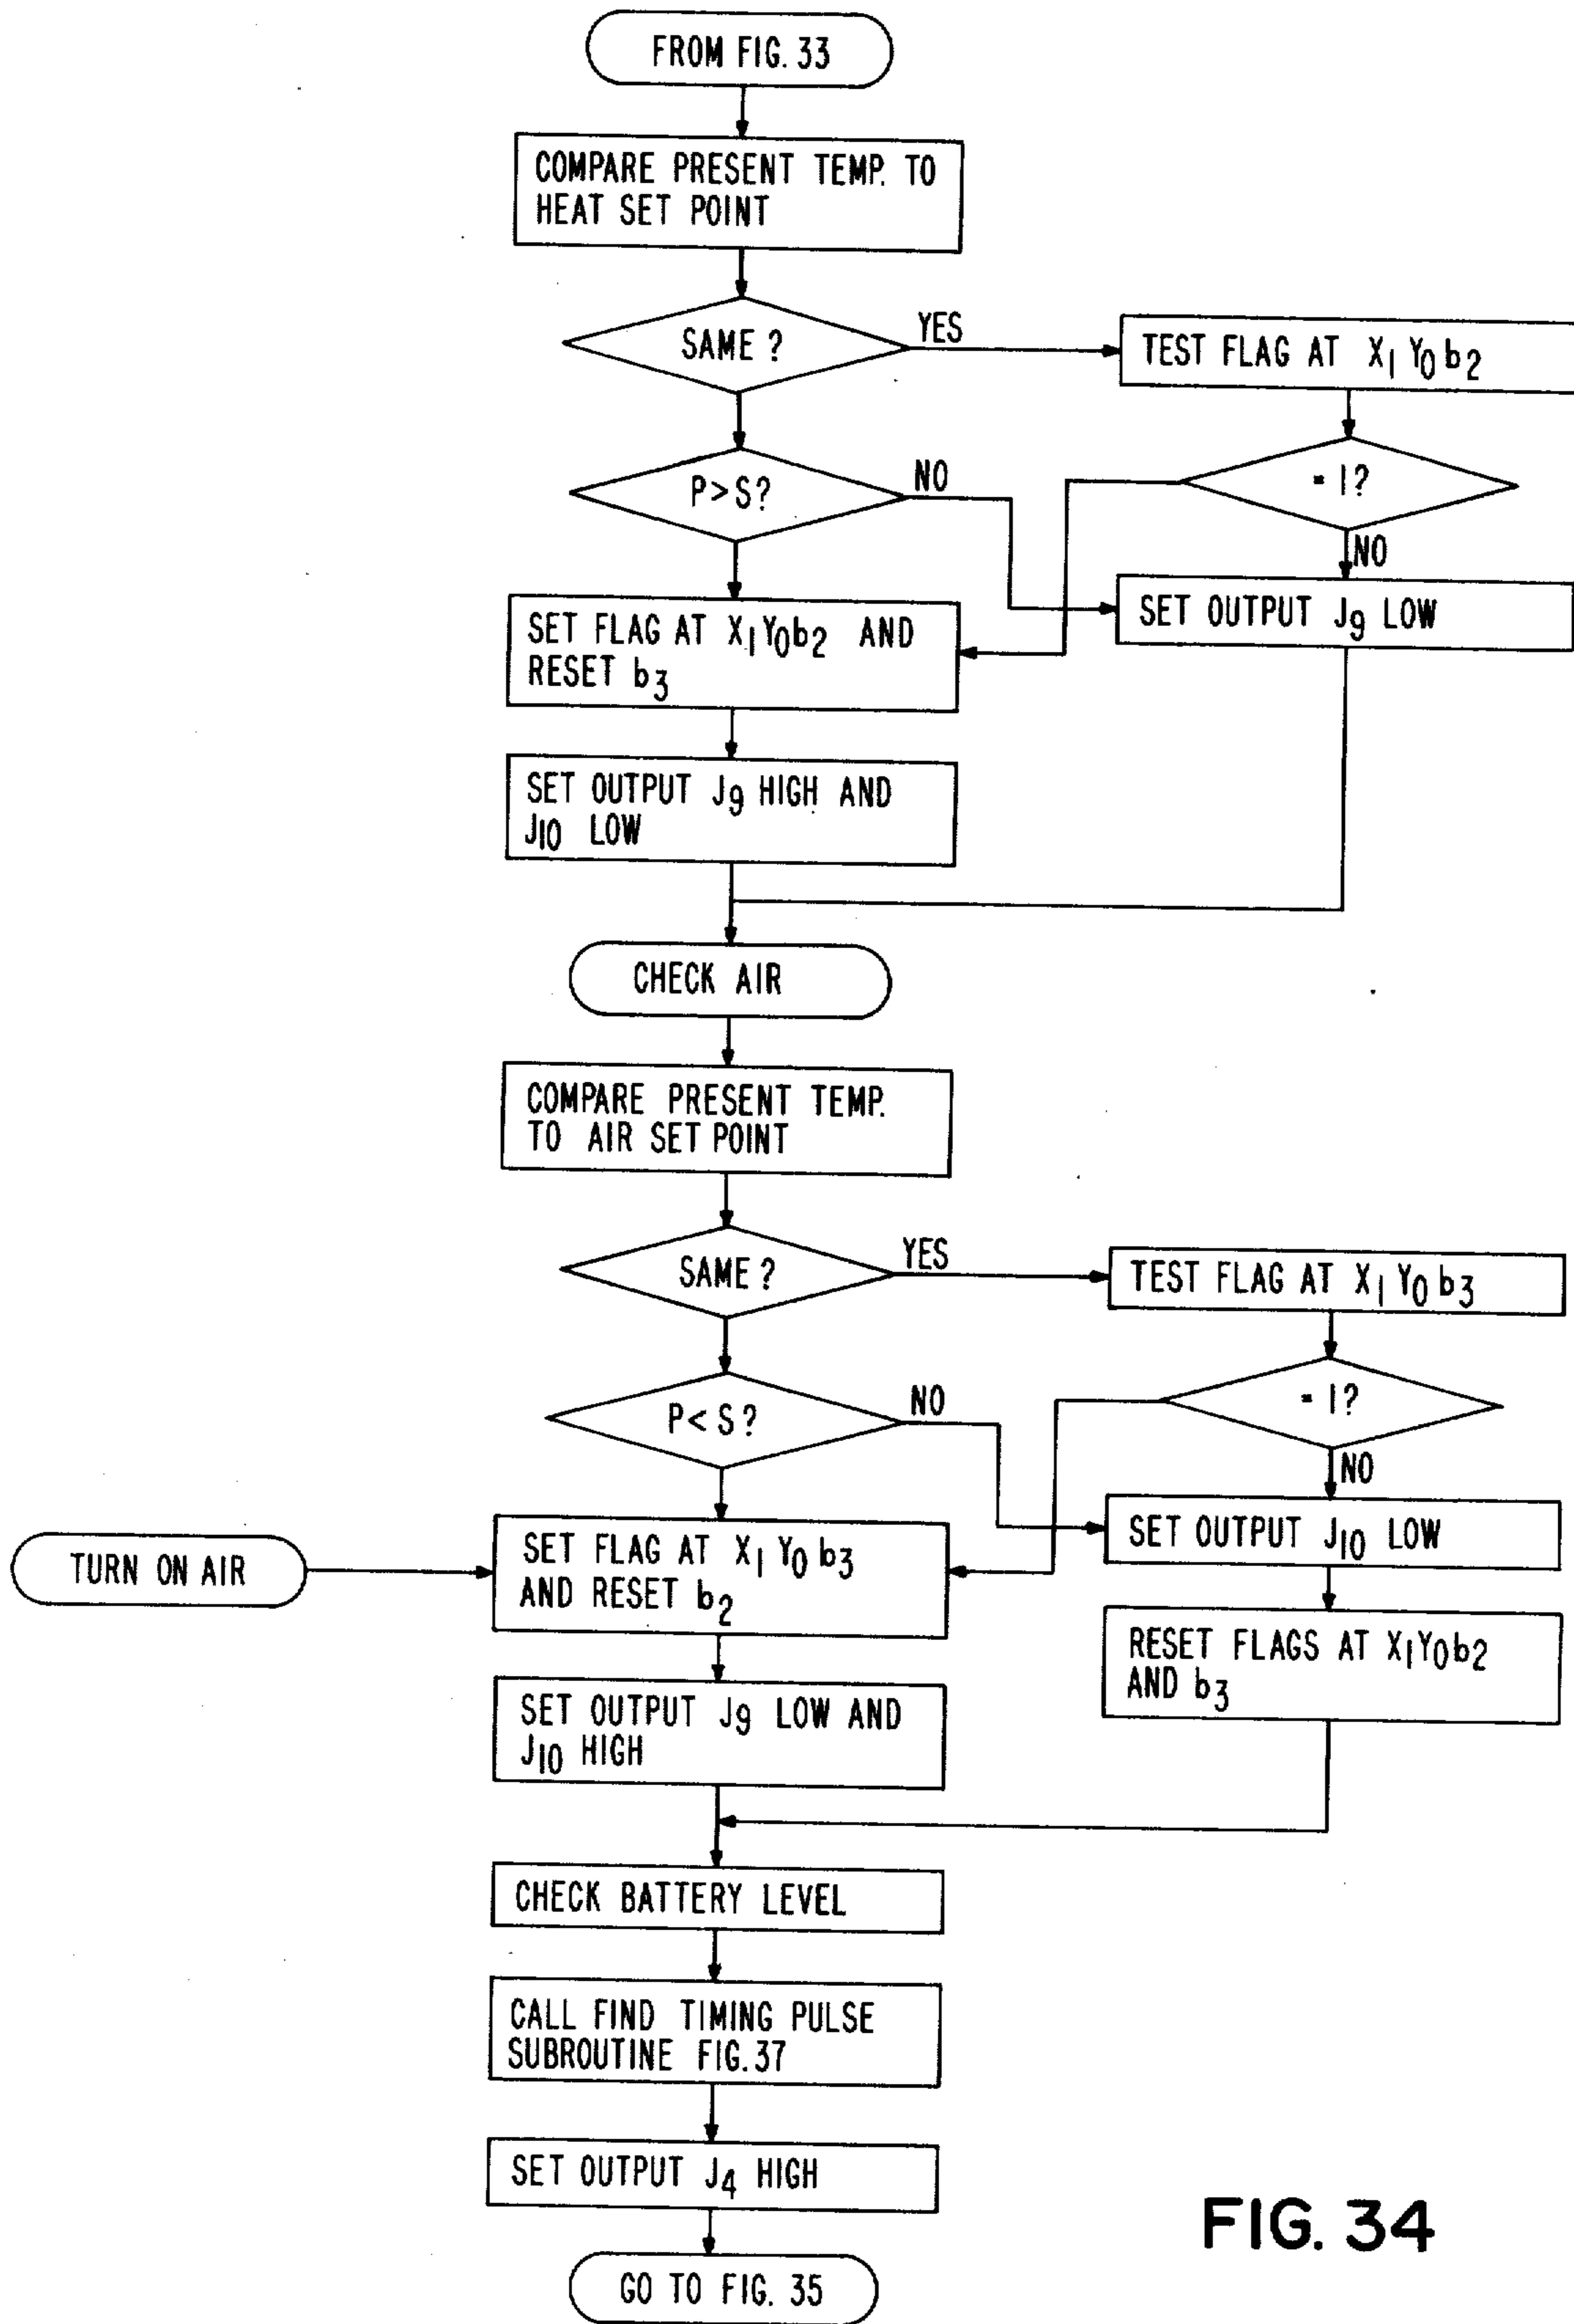 FROM FIG. 33
COMPARE PRESENT TEMP. TO
HEAT SET POINT
SAME ?
YES
TEST FLAG AT X1 Y0 b2
P > S?
NO
= 1?
NO
SET OUTPUT J9 LOW
SET FLAG AT X1Y0b2 AND
RESET b3
SET OUTPUT J9 HIGH AND
J10 LOW
CHECK AIR
COMPARE PRESENT TEMP.
TO AIR SET POINT
SAME ?
YES
TEST FLAG AT X1 Y0 b3
P < S?
NO
= 1?
NO
SET OUTPUT J10 LOW
TURN ON AIR
SET FLAG AT X1 Y0 b3
AND RESET b2
RESET FLAGS AT X1Y0b2
AND b3
SET OUTPUT J9 LOW AND
J10 HIGH
CHECK BATTERY LEVEL
CALL FIND TIMING PULSE
SUBROUTINE FIG. 37
SET OUTPUT J4 HIGH
GO TO FIG. 35
FIG. 34